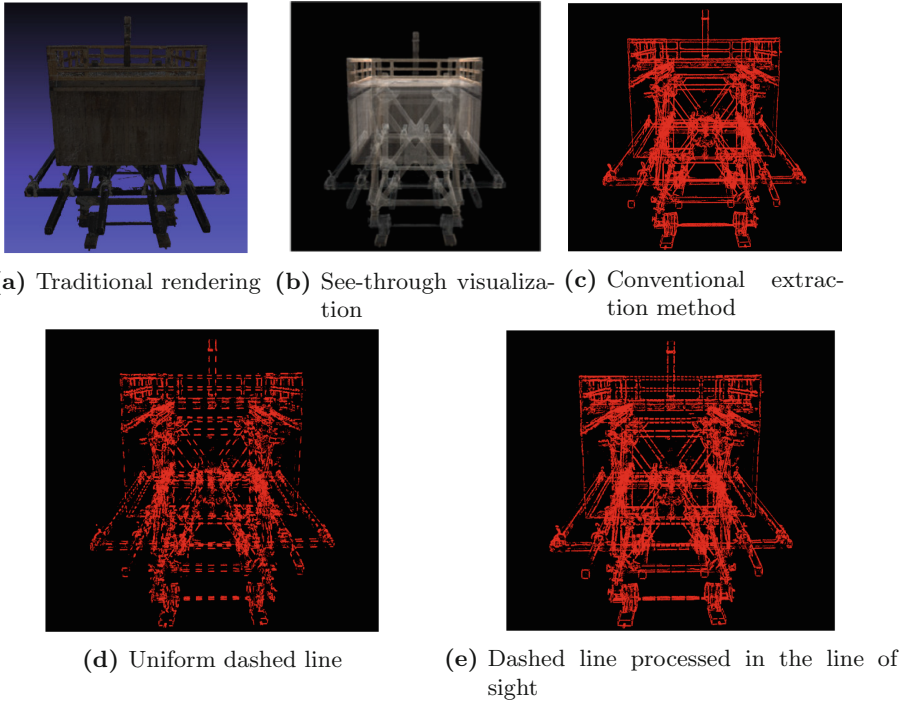 (a) Traditional rendering
(b) See-through visualiza-
tion
(c) Conventional extrac-
tion method
(d) Uniform dashed line
(e) Dashed line processed in the line of
sight